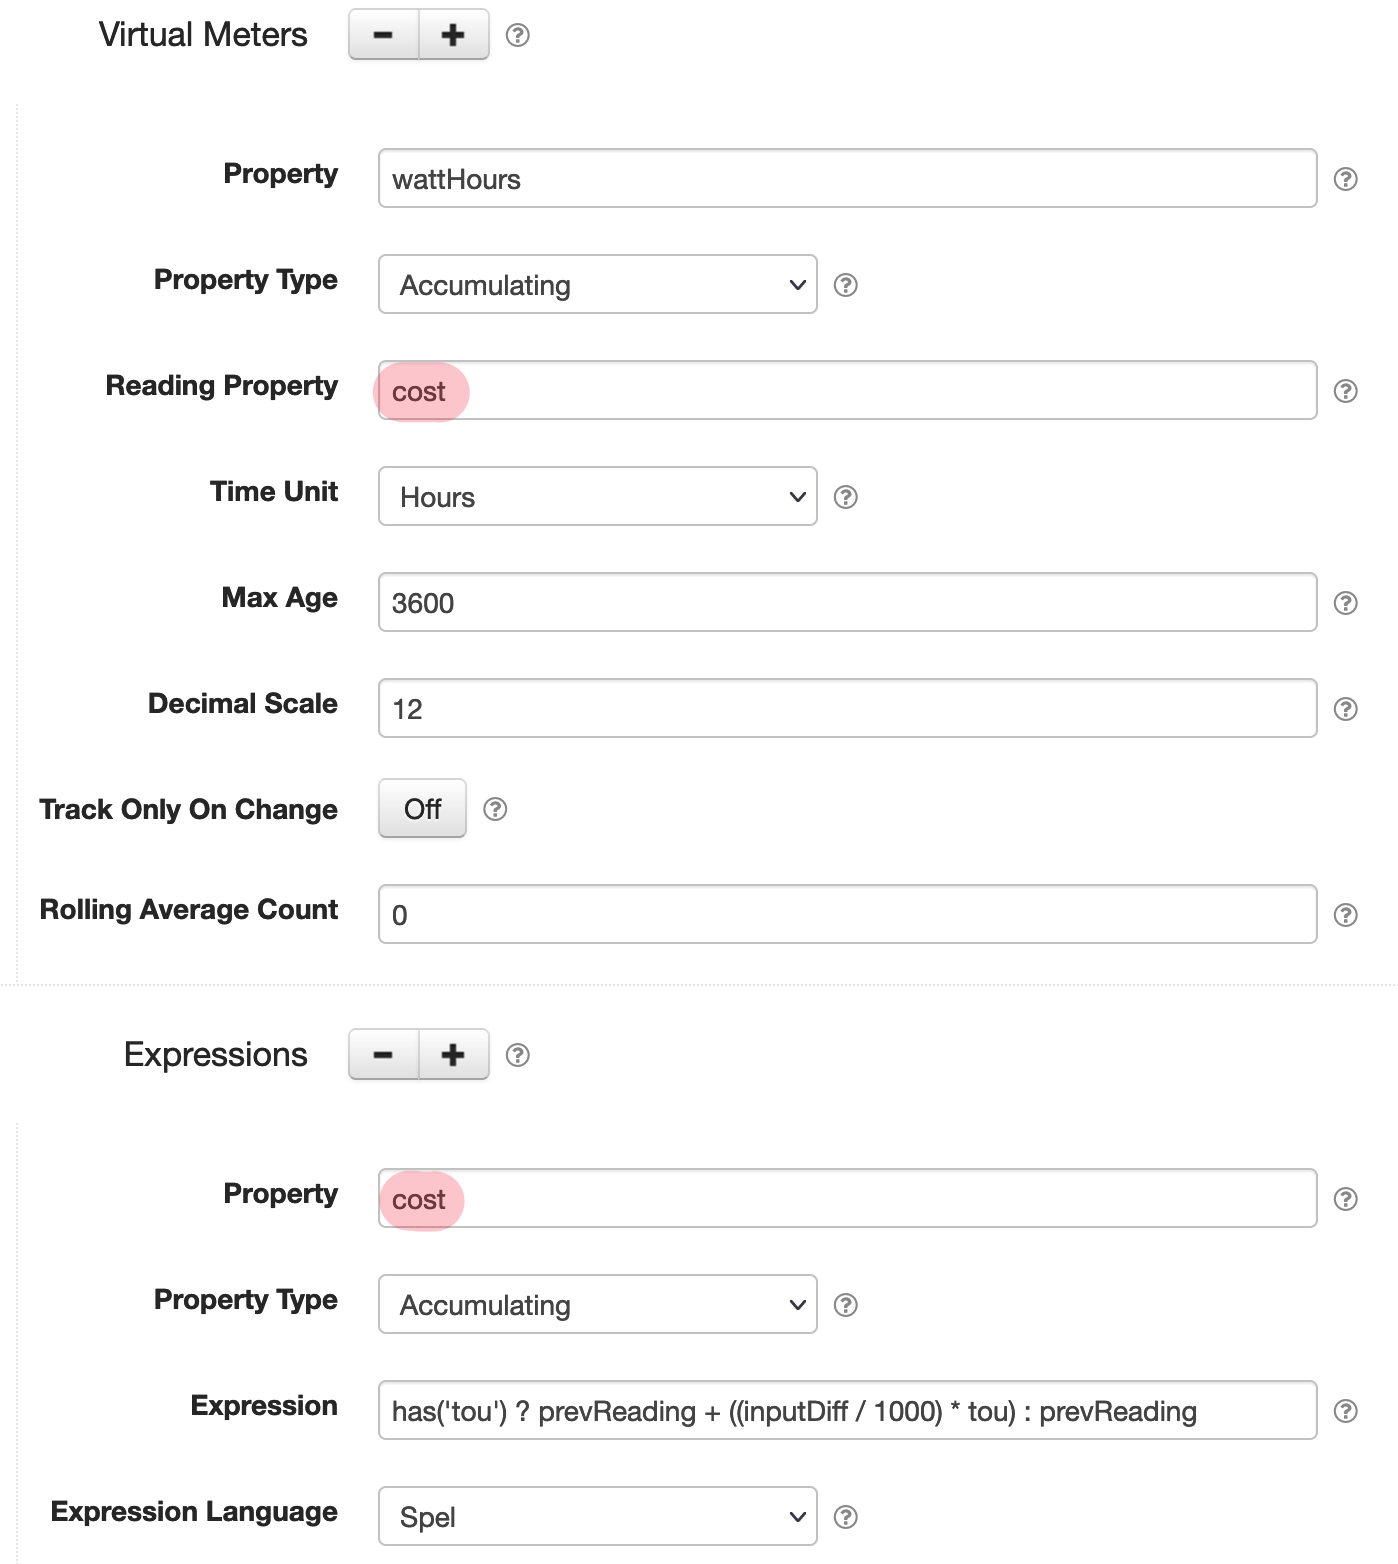 Virtual Meters - + ?
Property wattHours ?
Property Type Accumulating ?
Reading Property cost ?
Time Unit Hours ?
Max Age 3600 ?
Decimal Scale 12 ?
Track Only On Change Off ?
Rolling Average Count 0 ?
Expressions - + ?
Property cost ?
Property Type Accumulating ?
Expression has('tou') ? prevReading + ((inputDiff / 1000) * tou) : prevReading ?
Expression Language Spel ?